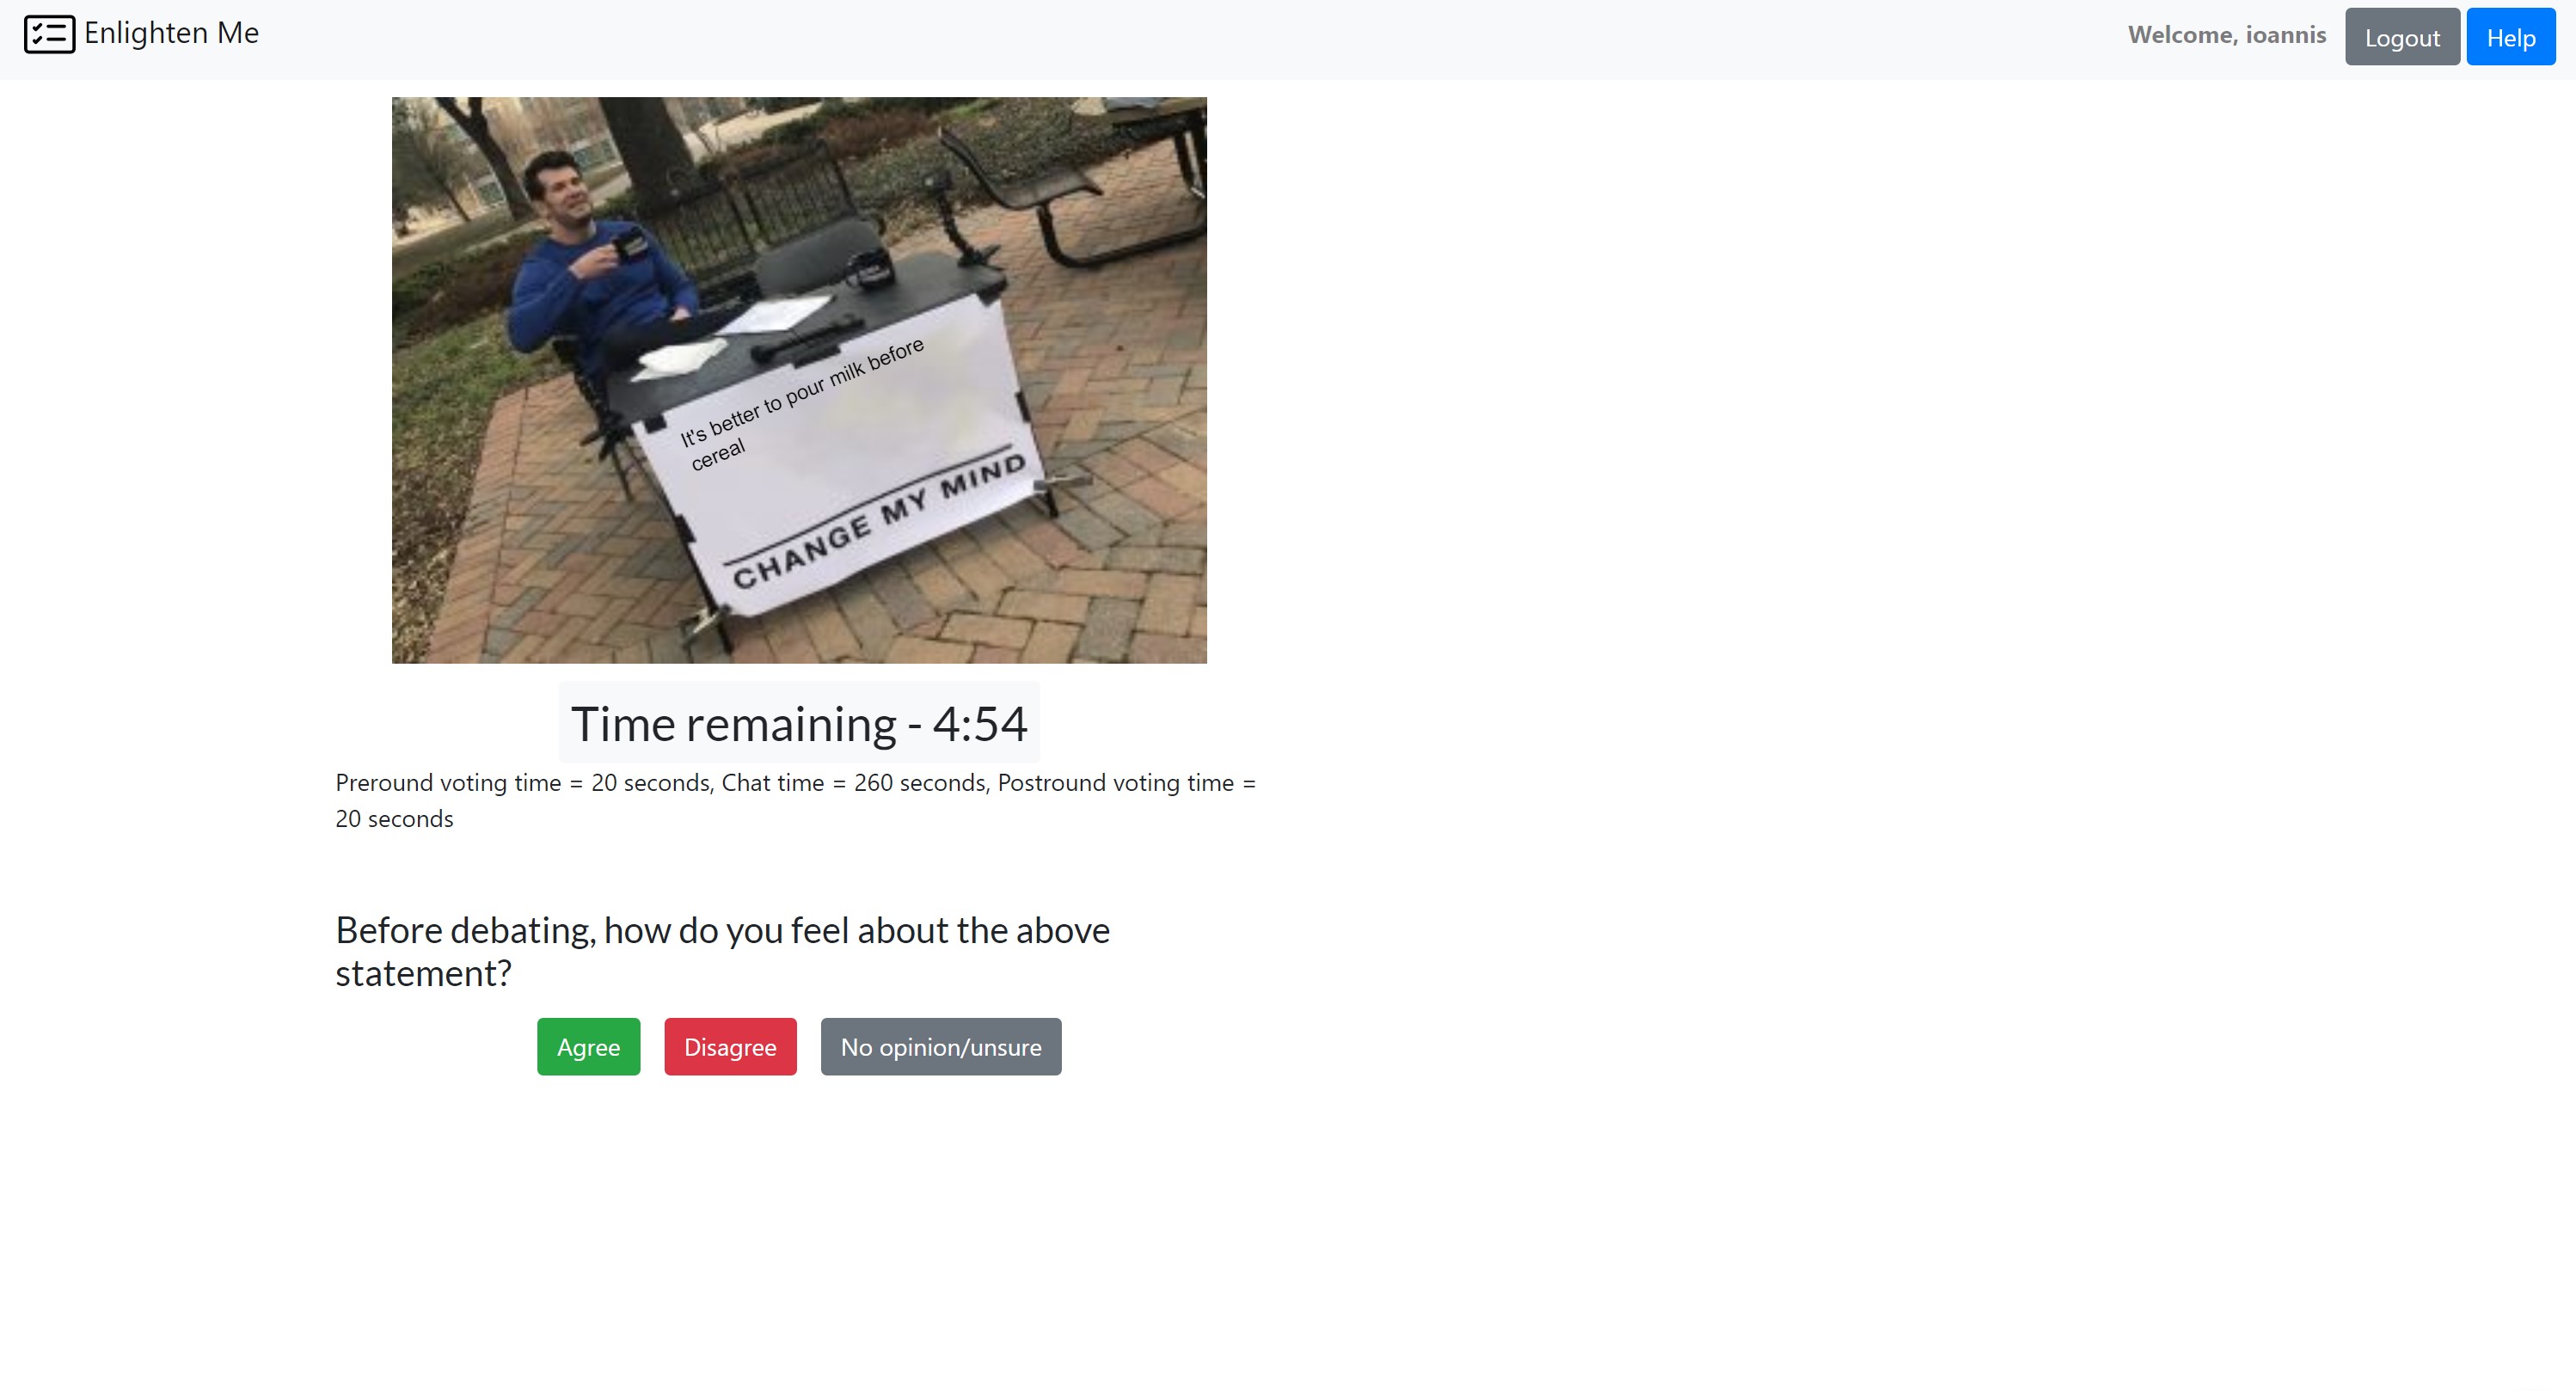 Enlighten Me
Welcome, ioannis
Logout
Help
It's better to pour milk before
cereal
CHANGE MY MIND
Time remaining - 4:54
Preround voting time = 20 seconds, Chat time = 260 seconds, Postround voting time =
20 seconds
Before debating, how do you feel about the above
statement?
Agree
Disagree
No opinion/unsure